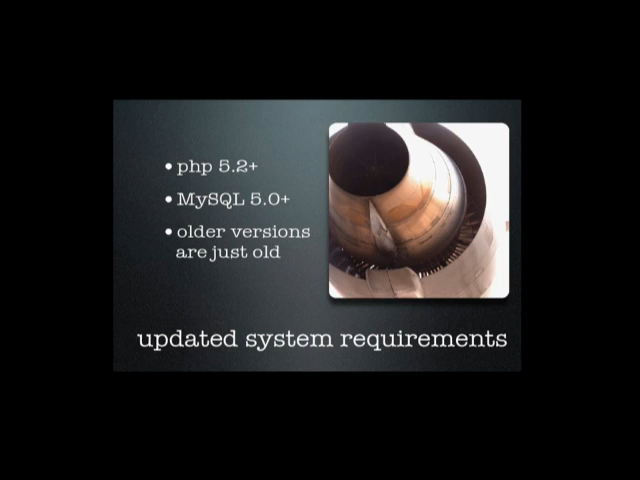 • php 5.2+
• MySQL 5.0+
• older versions
are just old
updated system requirements